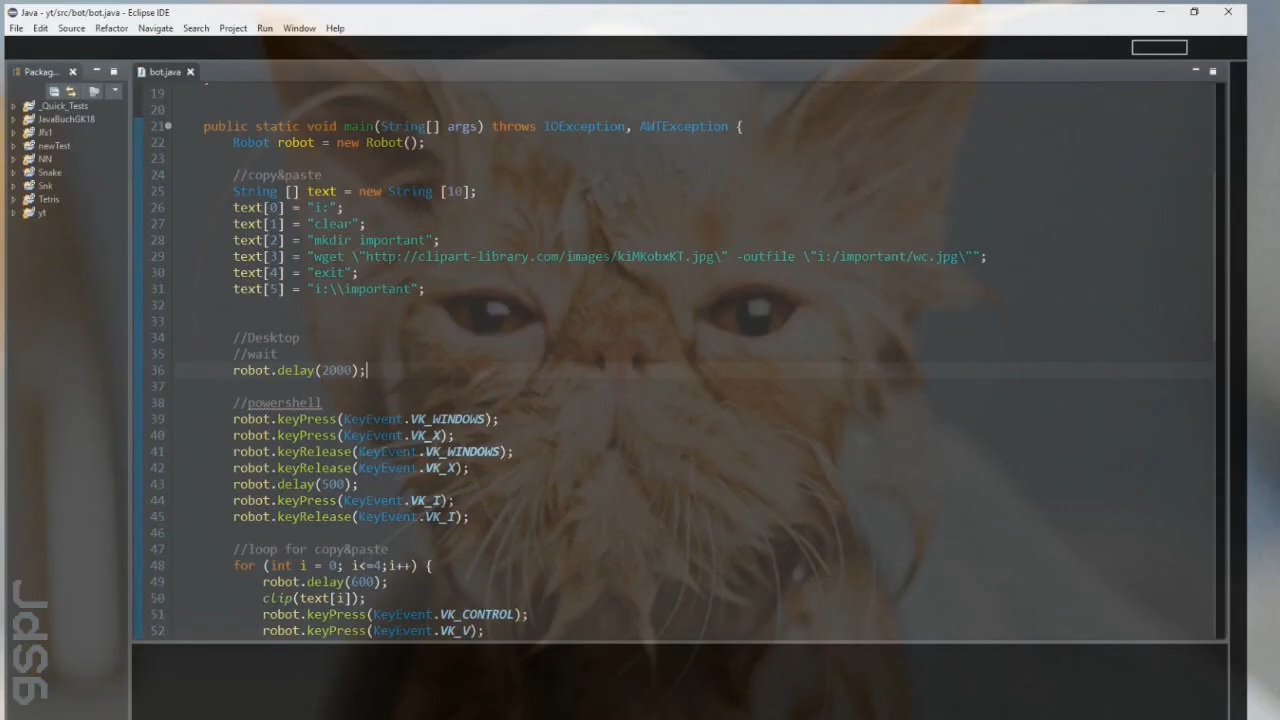 Java - yt/src/bot/bot.java - Eclipse IDE
File Edit Source Refactor Navigate Search Project Run Window Help
Packag...
_Quick_Tests
JavaBuchGK18
Jfx1
newTest
NN
Snake
Snk
Tetris
yt
bot.java
19
20
21 public static void main(String[] args) throws IOException, AWTException {
22 Robot robot = new Robot();
23
24 //copy&paste
25 String [] text = new String [10];
26 text[0] = "i:";
27 text[1] = "clear";
28 text[2] = "mkdir important";
29 text[3] = "wget \"http://clipart-library.com/images/kiMKobxKT.jpg\" -outfile \"i:/important/wc.jpg\"";
30 text[4] = "exit";
31 text[5] = "i:\\important";
32
33
34 //Desktop
35 //wait
36 robot.delay(2000);
37
38 //powershell
39 robot.keyPress(KeyEvent.VK_WINDOWS);
40 robot.keyPress(KeyEvent.VK_X);
41 robot.keyRelease(KeyEvent.VK_WINDOWS);
42 robot.keyRelease(KeyEvent.VK_X);
43 robot.delay(500);
44 robot.keyPress(KeyEvent.VK_I);
45 robot.keyRelease(KeyEvent.VK_I);
46
47 //loop for copy&paste
48 for (int i = 0; i<=4;i++) {
49 robot.delay(600);
50 clip(text[i]);
51 robot.keyPress(KeyEvent.VK_CONTROL);
52 robot.keyPress(KeyEvent.VK_V);